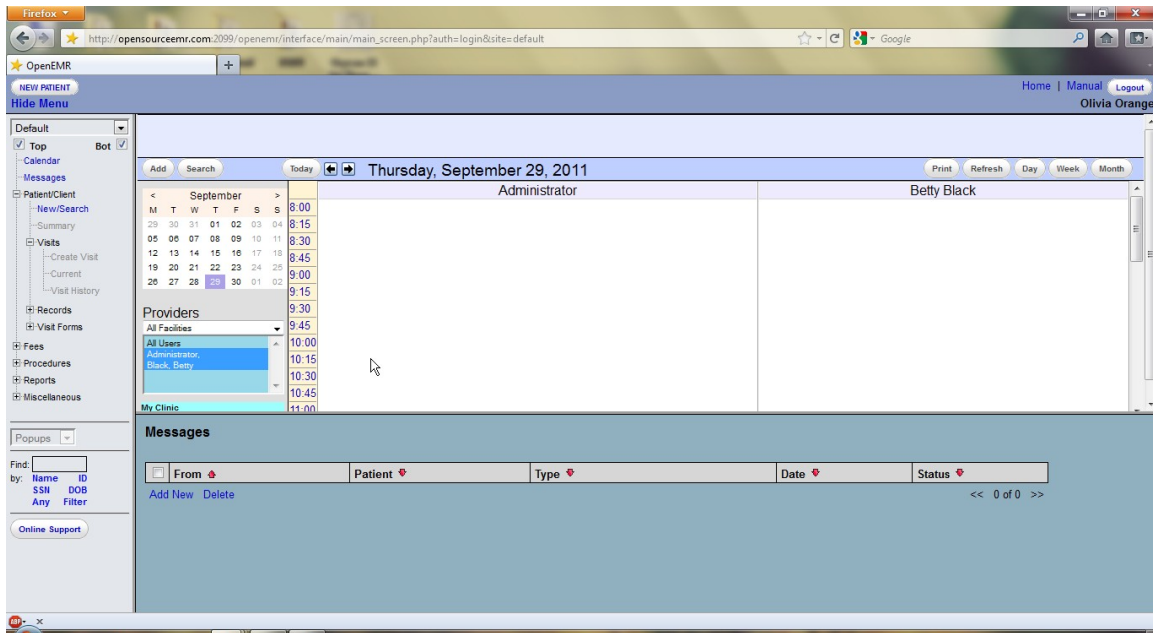 Firefox
http://opensourceemr.com:2099/openemr/interface/main/main_screen.php?auth=login&site=default
Google
OpenEMR
NEW PATIENT
Home | Manual Logout
Hide Menu
Olivia Orange
Default
Top Bot
Calendar
Messages
Patient/Client
New/Search
Summary
Visits
Create Visit
Current
Visit History
Records
Visit Forms
Fees
Procedures
Reports
Miscellaneous
Popups
Find:
by: Name ID
SSN DOB
Any Filter
Online Support
Add Search Today Thursday, September 29, 2011 Print Refresh Day Week Month
< September >
M T W T F S S
29 30 31 01 02 03 04
05 06 07 08 09 10 11
12 13 14 15 16 17 18
19 20 21 22 23 24 25
26 27 28 29 30 01 02
Providers
All Facilities
All Users
Administrator,
Black, Betty
My Clinic
Administrator Betty Black
8:00
8:15
8:30
8:45
9:00
9:15
9:30
9:45
10:00
10:15
10:30
10:45
11:00
Messages
From Patient Type Date Status
Add New Delete << 0 of 0 >>
ABP